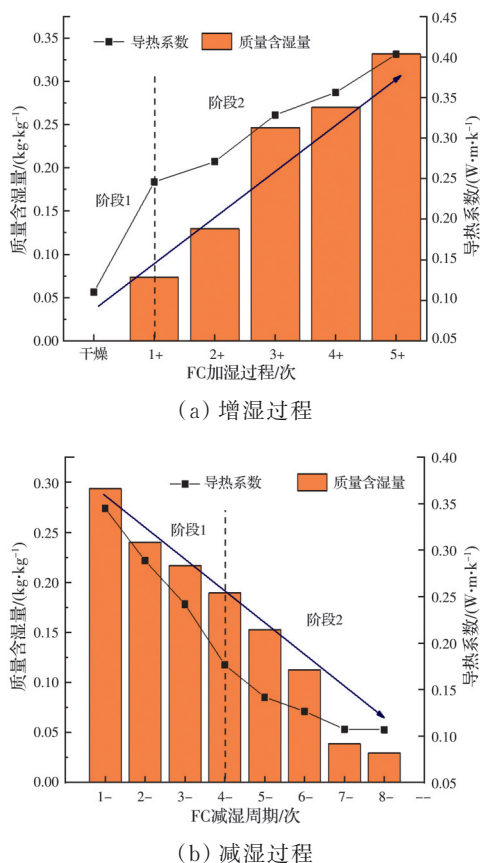 导热系数 质量含湿量
0.35
0.30
0.25
0.20
0.15
0.10
0.05
0.00
质量含湿量/(kg·kg⁻¹)
0.45
0.40
0.35
0.30
0.25
0.20
0.15
0.10
0.05
导热系数/(W·m·k⁻¹)
阶段1
阶段2
干燥 1+ 2+ 3+ 4+ 5+
FC加湿过程/次
(a) 增湿过程
导热系数 质量含湿量
0.30
0.25
0.20
0.15
0.10
0.05
0.00
质量含湿量/(kg·kg⁻¹)
0.40
0.35
0.30
0.25
0.20
0.15
0.10
0.05
导热系数/(W·m·k⁻¹)
阶段1
阶段2
1− 2− 3− 4− 5− 6− 7− 8− −−
FC减湿周期/次
(b) 减湿过程